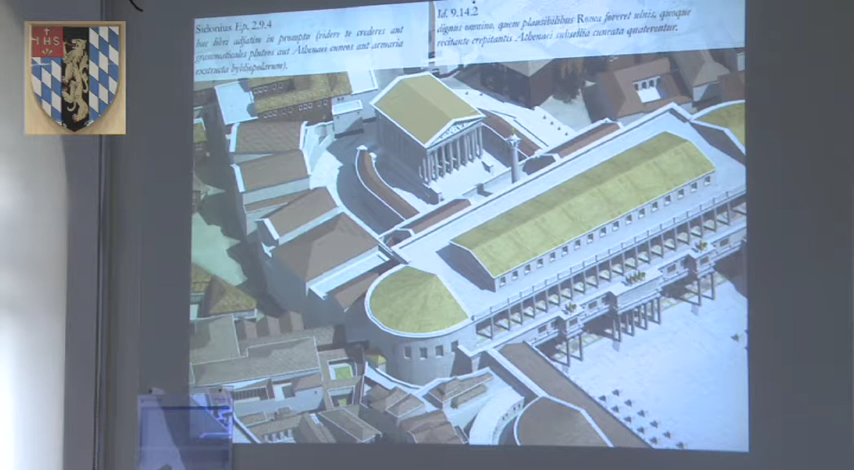 IHS
Sidonius Ep. 2.9.4
huc libri adfatim in promptu (videre te crederes aut
grammaticales pluteos aut Athenaei cuneos aut armaria
exstructa bybliopolarum).
Id. 9.14.2
dignus omnino, quem plausibilibus Roma foveret ulnis, quoque
recitante crepitantis Athenaei subsellia cuneata quaterentur.